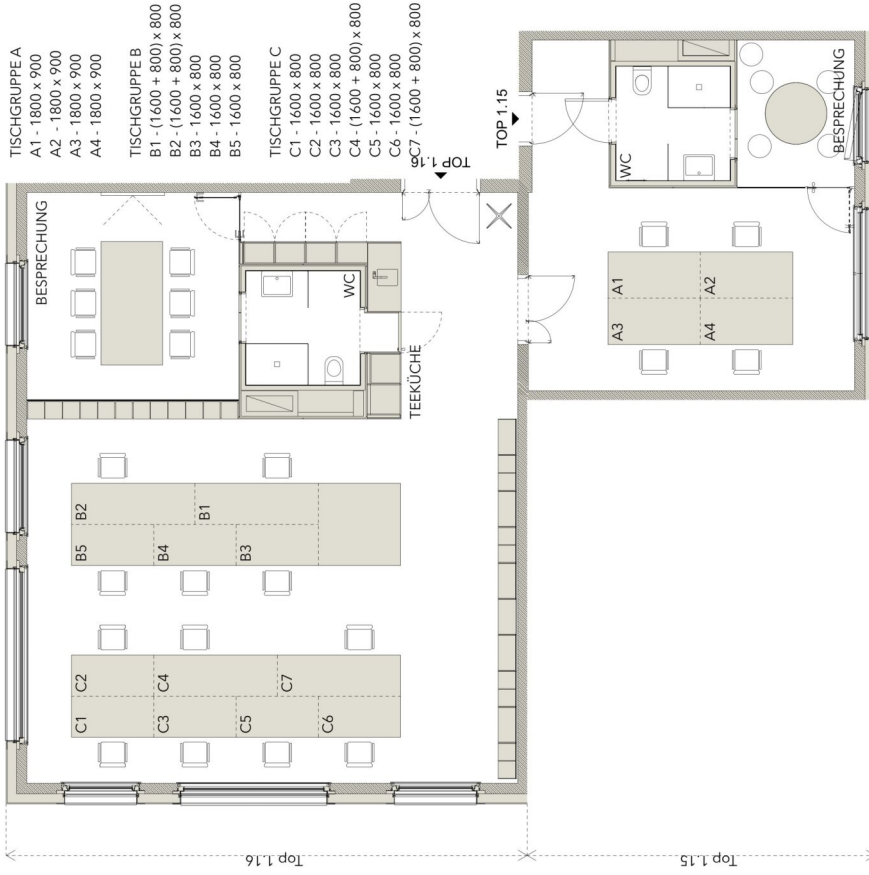 TISCHGRUPPE A
A1 - 1800 x 900
A2 - 1800 x 900
A3 - 1800 x 900
A4 - 1800 x 900
TISCHGRUPPE B
B1 - (1600 + 800) x 800
B2 - (1600 + 800) x 800
B3 - 1600 x 800
B4 - 1600 x 800
B5 - 1600 x 800
TISCHGRUPPE C
C1 - 1600 x 800
C2 - 1600 x 800
C3 - 1600 x 800
C4 - (1600 + 800) x 800
C5 - 1600 x 800
C6 - 1600 x 800
C7 - (1600 + 800) x 800
BESPRECHUNG
WC
TEEKÜCHE
TOP 1.16
TOP 1.15
WC
BESPRECHUNG
B2
B1
B5
B4
B3
C2
C4
C7
C1
C3
C5
C6
A1
A2
A3
A4
Top 1.16
Top 1.15